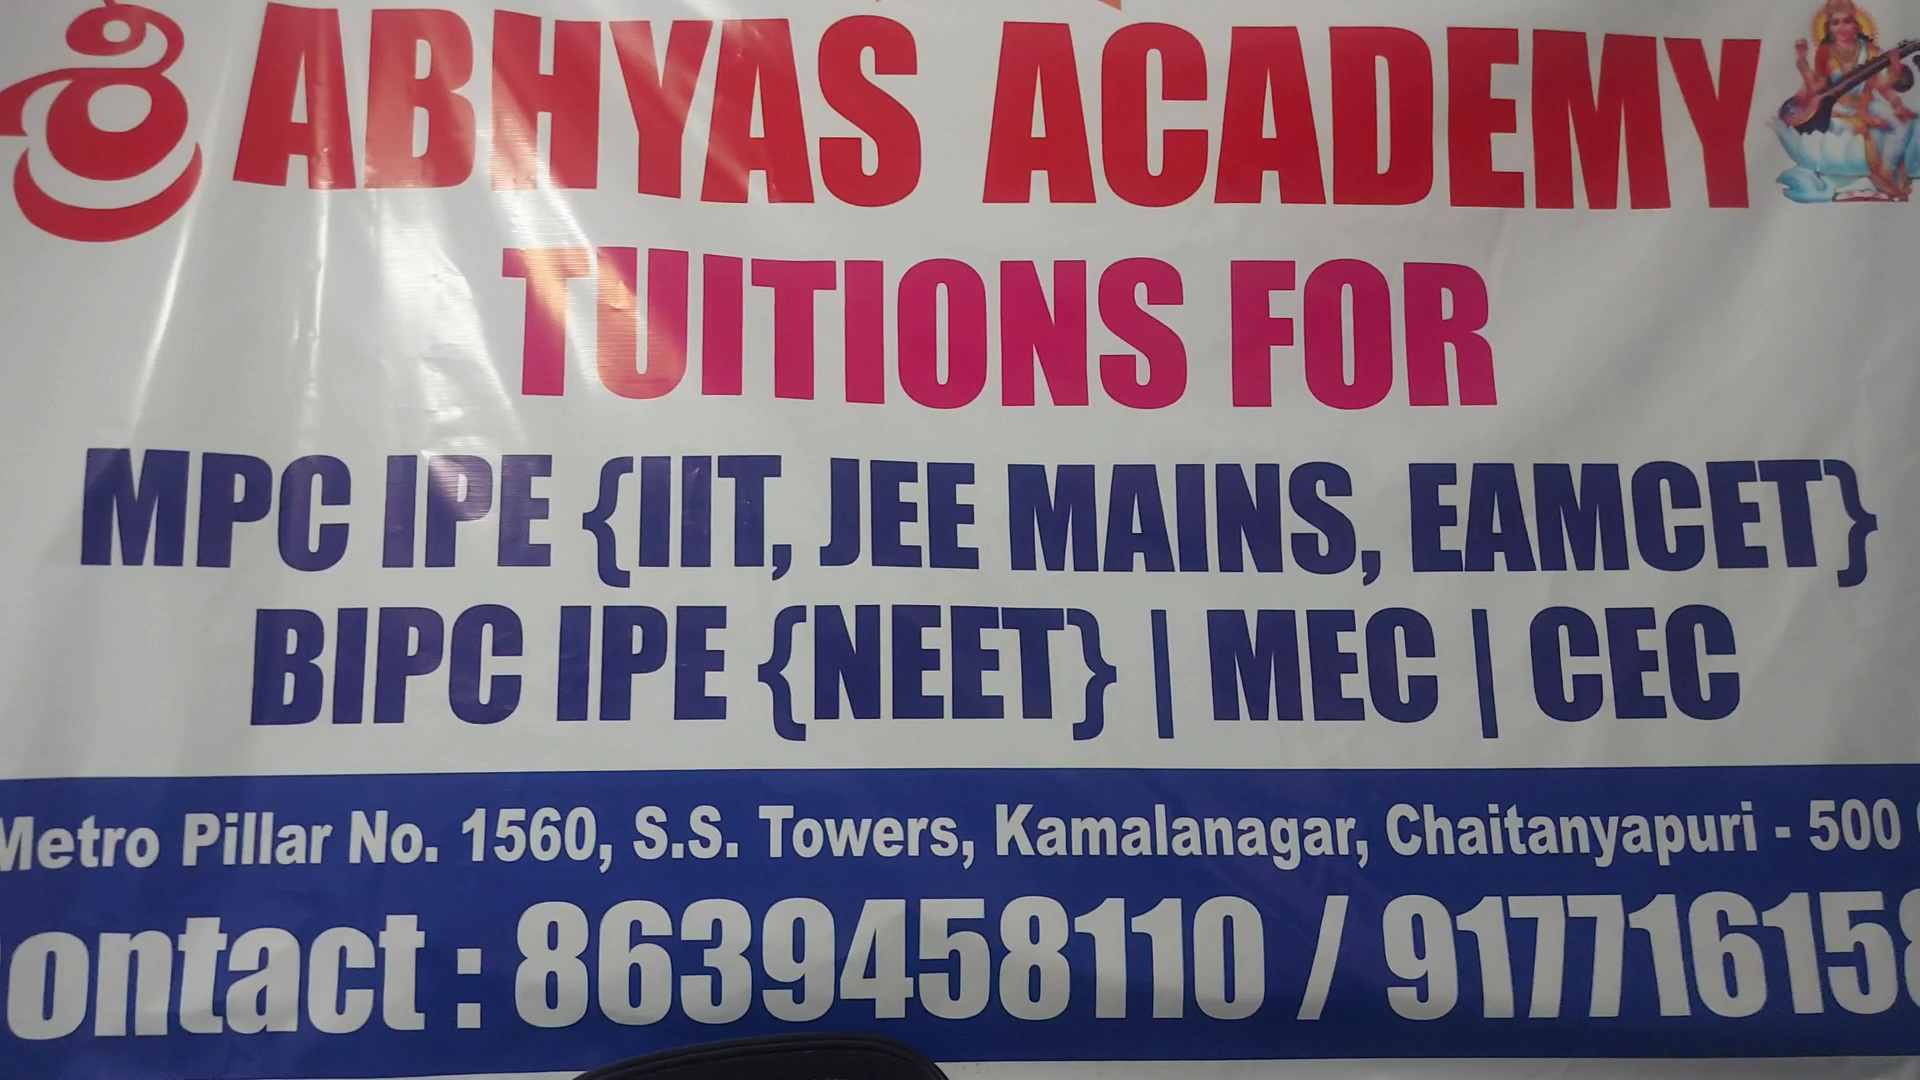 శ్రీ ABHYAS ACADEMY
TUITIONS FOR
MPC IPE {IIT, JEE MAINS, EAMCET}
BIPC IPE {NEET} | MEC | CEC
Metro Pillar No. 1560, S.S. Towers, Kamalanagar, Chaitanyapuri - 500
ontact : 8639458110 / 917716158